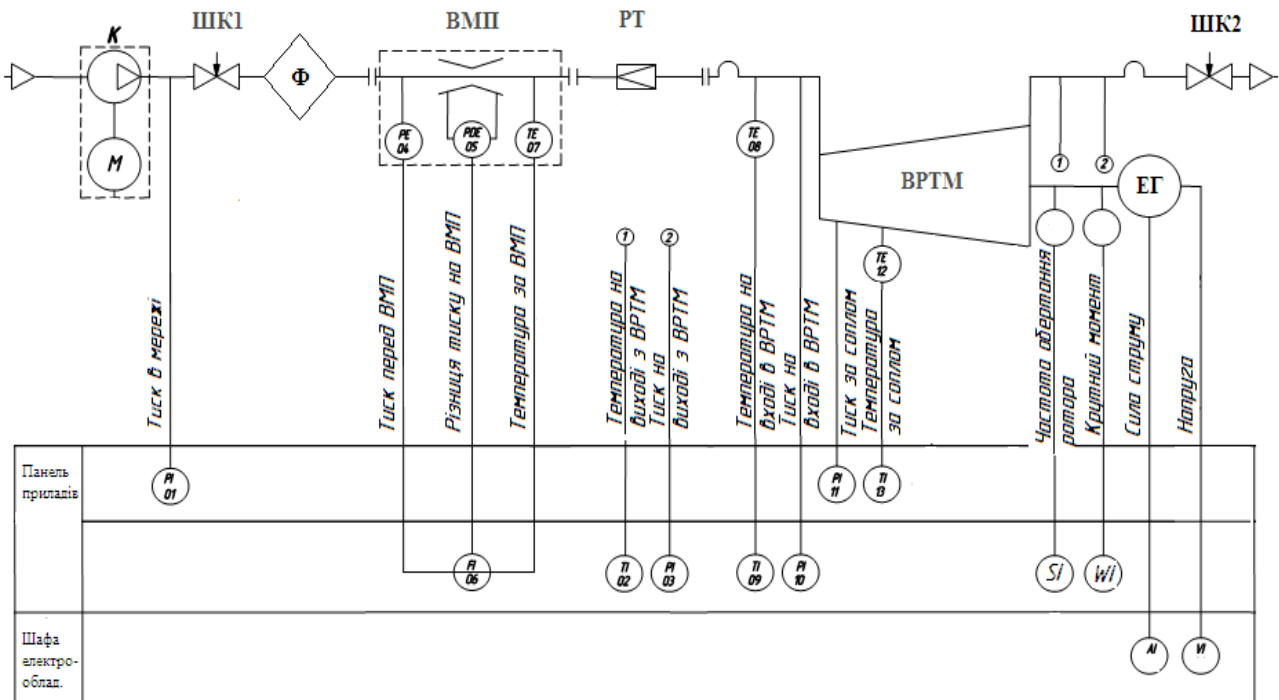 ШК1
ВМП
РТ
ШК2
К
Ф
М
PE
04
PDE
05
TE
07
TE
08
ВРТМ
1
2
ЕГ
1
2
TE
12
Тиск в мережі
Тиск перед ВМП
Різниця тиску на ВМП
Температура за ВМП
Температура на
виході з ВРТМ
Тиск на
виході з ВРТМ
Температура на
вході в ВРТМ
Тиск на
вході в ВРТМ
Тиск за соплом
Температура
за соплом
Частота обертання
ротора
Крутний момент
Сила струму
Напруга
Панель
приладів
PI
01
PI
11
TI
13
FI
06
TI
02
PI
03
TI
09
PI
10
Si
Wi
Шафа
електро-
облад.
AI
VI